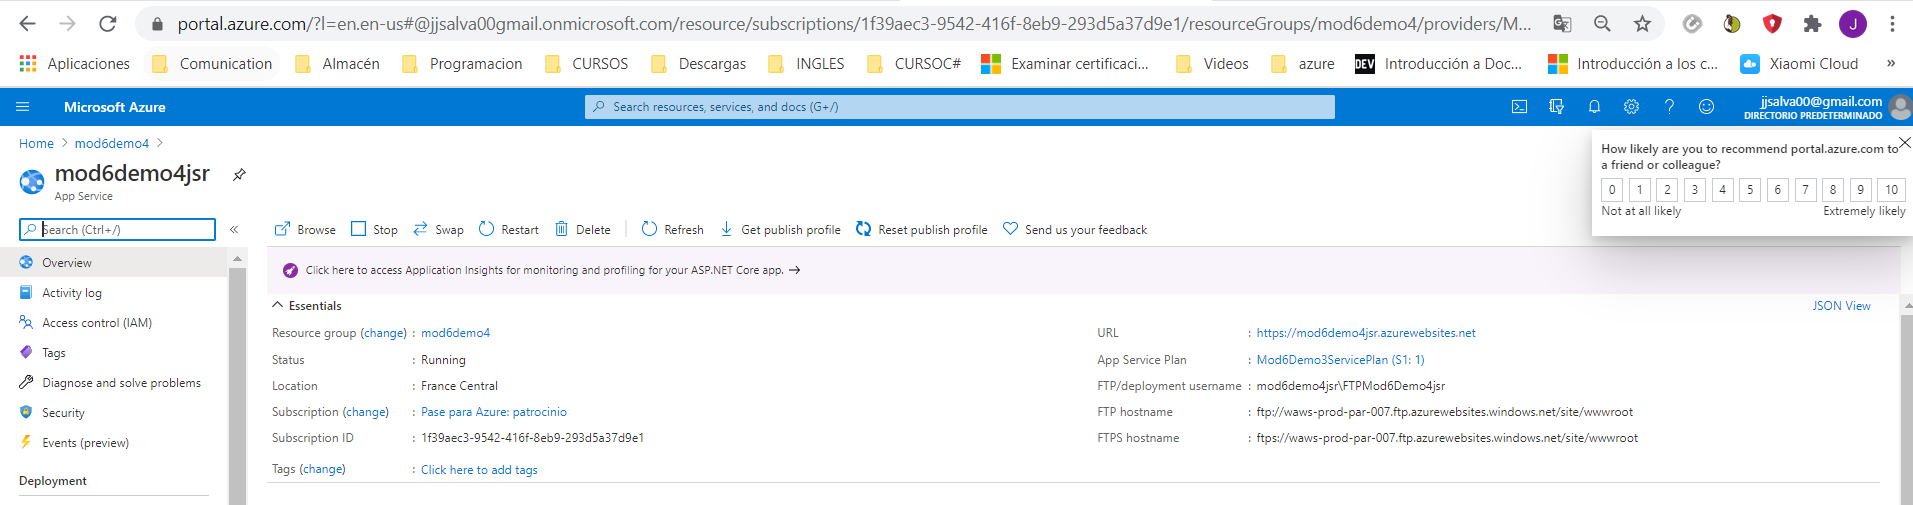 portal.azure.com/?l=en.en-us#@jjsalva00gmail.onmicrosoft.com/resource/subscriptions/1f39aec3-9542-416f-8eb9-293d5a37d9e1/resourceGroups/mod6demo4/providers/M...
J
Aplicaciones Comunication Almacén Programacion CURSOS Descargas INGLES CURSOC# Examinar certificaci... Videos azure DEV Introducción a Doc... Introducción a los c... Xiaomi Cloud »
Microsoft Azure Search resources, services, and docs (G+/) jjsalva00@gmail.com
DIRECTORIO PREDETERMINADO
Home > mod6demo4 >
How likely are you to recommend portal.azure.com to
a friend or colleague?
0 1 2 3 4 5 6 7 8 9 10
Not at all likely Extremely likely
mod6demo4jsr
App Service
Search (Ctrl+/) «
Browse Stop Swap Restart Delete Refresh Get publish profile Reset publish profile Send us your feedback
Overview
Activity log
Access control (IAM)
Tags
Diagnose and solve problems
Security
Events (preview)
Deployment
Click here to access Application Insights for monitoring and profiling for your ASP.NET Core app. →
Essentials JSON View
Resource group (change) : mod6demo4
Status : Running
Location : France Central
Subscription (change) : Pase para Azure: patrocinio
Subscription ID : 1f39aec3-9542-416f-8eb9-293d5a37d9e1
Tags (change) : Click here to add tags
URL : https://mod6demo4jsr.azurewebsites.net
App Service Plan : Mod6Demo3ServicePlan (S1: 1)
FTP/deployment username : mod6demo4jsr\FTPMod6Demo4jsr
FTP hostname : ftp://waws-prod-par-007.ftp.azurewebsites.windows.net/site/wwwroot
FTPS hostname : ftps://waws-prod-par-007.ftp.azurewebsites.windows.net/site/wwwroot